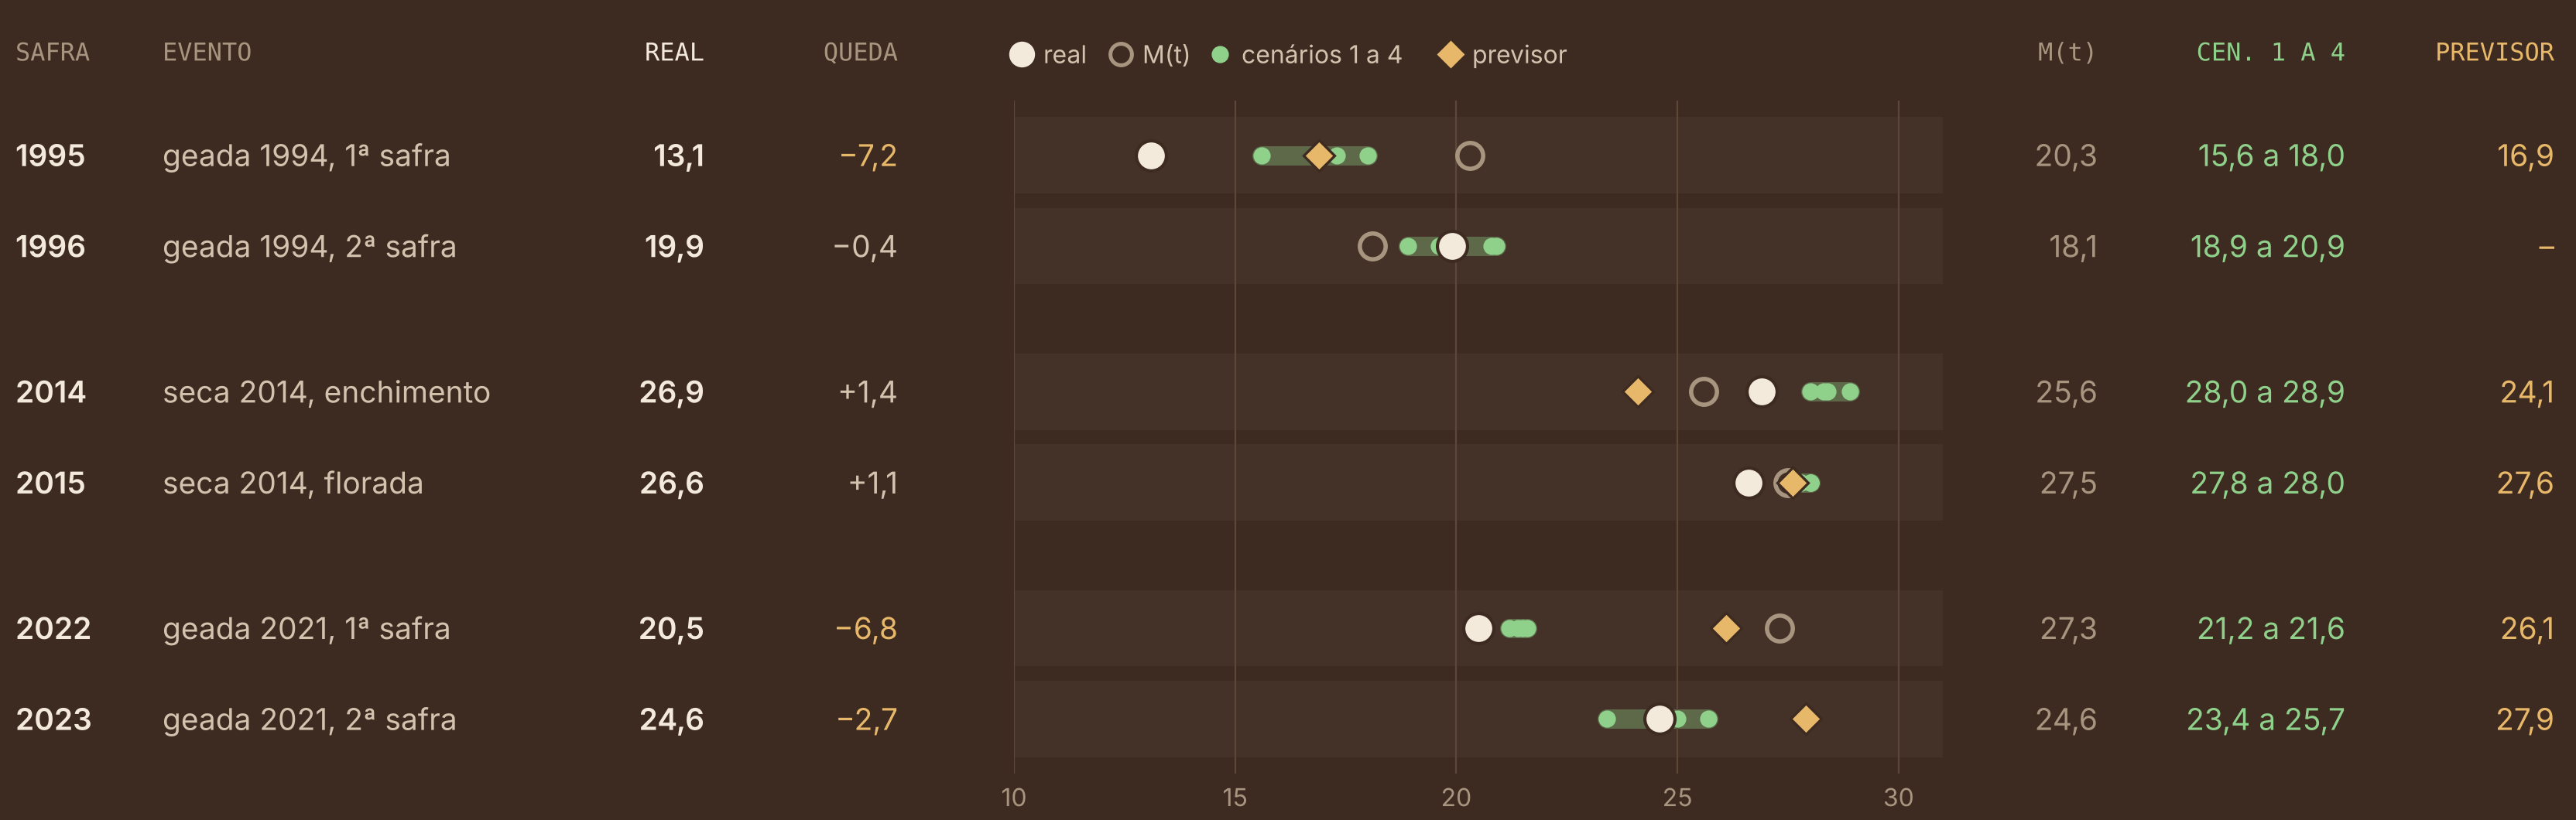 SAFRA EVENTO REAL QUEDA real M(t) cenários 1 a 4 previsor M(t) CEN. 1 A 4 PREVISOR
1995 geada 1994, 1ª safra 13,1 −7,2 20,3 15,6 a 18,0 16,9
1996 geada 1994, 2ª safra 19,9 −0,4 18,1 18,9 a 20,9 –
2014 seca 2014, enchimento 26,9 +1,4 25,6 28,0 a 28,9 24,1
2015 seca 2014, florada 26,6 +1,1 27,5 27,8 a 28,0 27,6
2022 geada 2021, 1ª safra 20,5 −6,8 27,3 21,2 a 21,6 26,1
2023 geada 2021, 2ª safra 24,6 −2,7 24,6 23,4 a 25,7 27,9
10 15 20 25 30